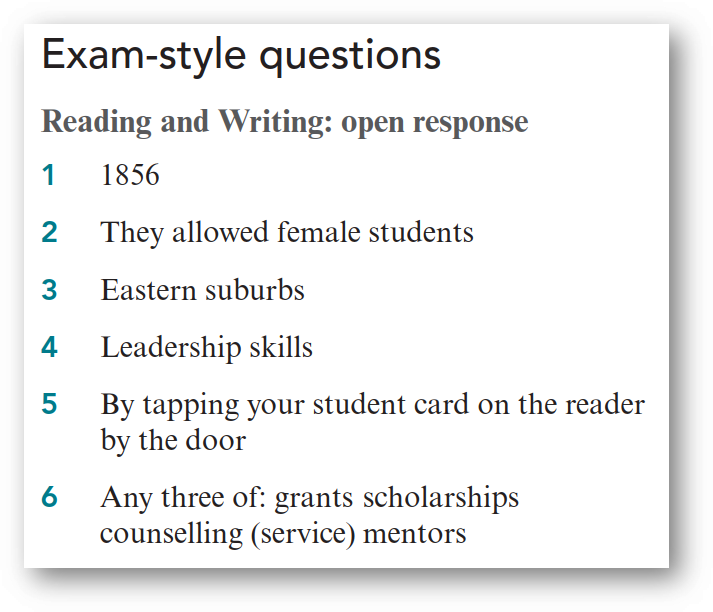 Exam-style questions
Reading and Writing: open response
1 1856
2 They allowed female students
3 Eastern suburbs
4 Leadership skills
5 By tapping your student card on the reader
by the door
6 Any three of: grants scholarships
counselling (service) mentors